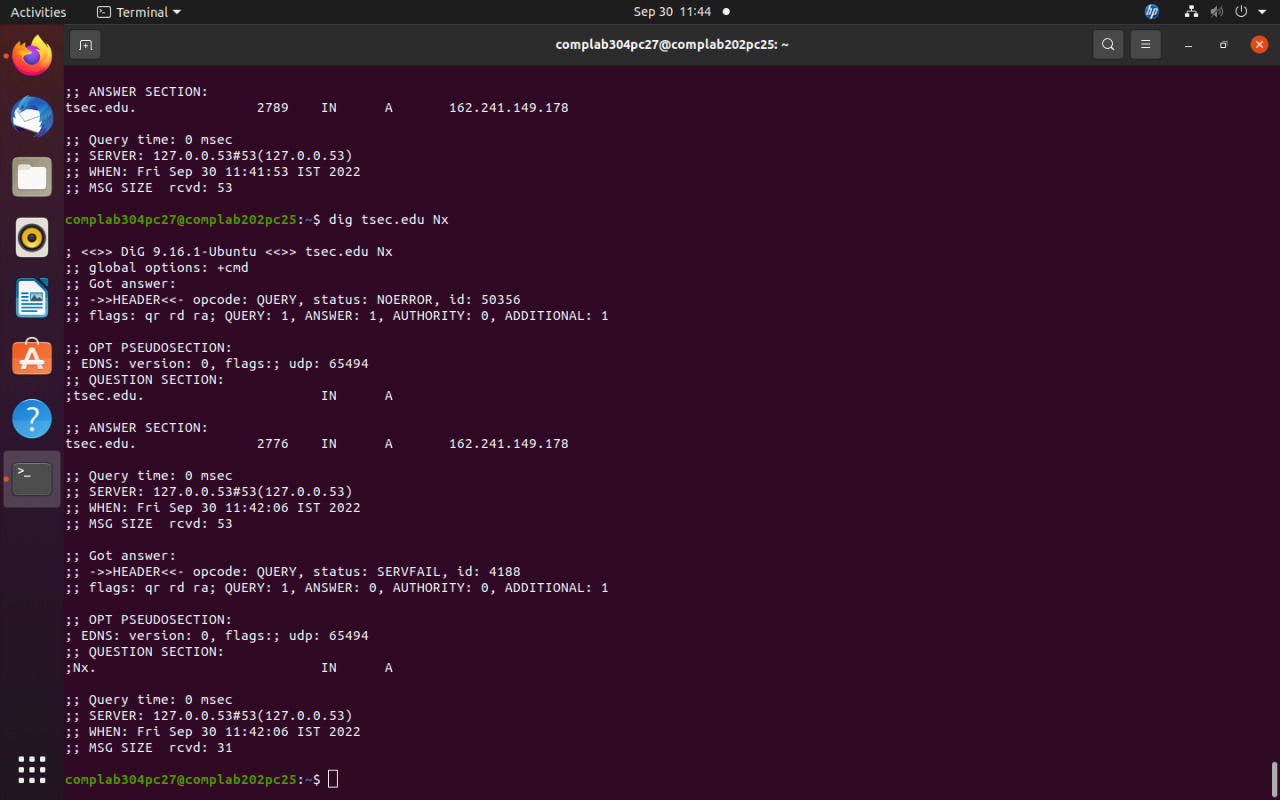 Activities Terminal Sep 30 11:44
complab304pc27@complab202pc25: ~
;; ANSWER SECTION:
tsec.edu. 2789 IN A 162.241.149.178
;; Query time: 0 msec
;; SERVER: 127.0.0.53#53(127.0.0.53)
;; WHEN: Fri Sep 30 11:41:53 IST 2022
;; MSG SIZE rcvd: 53
complab304pc27@complab202pc25:~$ dig tsec.edu Nx
; <<>> DiG 9.16.1-Ubuntu <<>> tsec.edu Nx
;; global options: +cmd
;; Got answer:
;; ->>HEADER<<- opcode: QUERY, status: NOERROR, id: 50356
;; flags: qr rd ra; QUERY: 1, ANSWER: 1, AUTHORITY: 0, ADDITIONAL: 1
;; OPT PSEUDOSECTION:
; EDNS: version: 0, flags:; udp: 65494
;; QUESTION SECTION:
;tsec.edu. IN A
;; ANSWER SECTION:
tsec.edu. 2776 IN A 162.241.149.178
;; Query time: 0 msec
;; SERVER: 127.0.0.53#53(127.0.0.53)
;; WHEN: Fri Sep 30 11:42:06 IST 2022
;; MSG SIZE rcvd: 53
;; Got answer:
;; ->>HEADER<<- opcode: QUERY, status: SERVFAIL, id: 4188
;; flags: qr rd ra; QUERY: 1, ANSWER: 0, AUTHORITY: 0, ADDITIONAL: 1
;; OPT PSEUDOSECTION:
; EDNS: version: 0, flags:; udp: 65494
;; QUESTION SECTION:
;Nx. IN A
;; Query time: 0 msec
;; SERVER: 127.0.0.53#53(127.0.0.53)
;; WHEN: Fri Sep 30 11:42:06 IST 2022
;; MSG SIZE rcvd: 31
complab304pc27@complab202pc25:~$